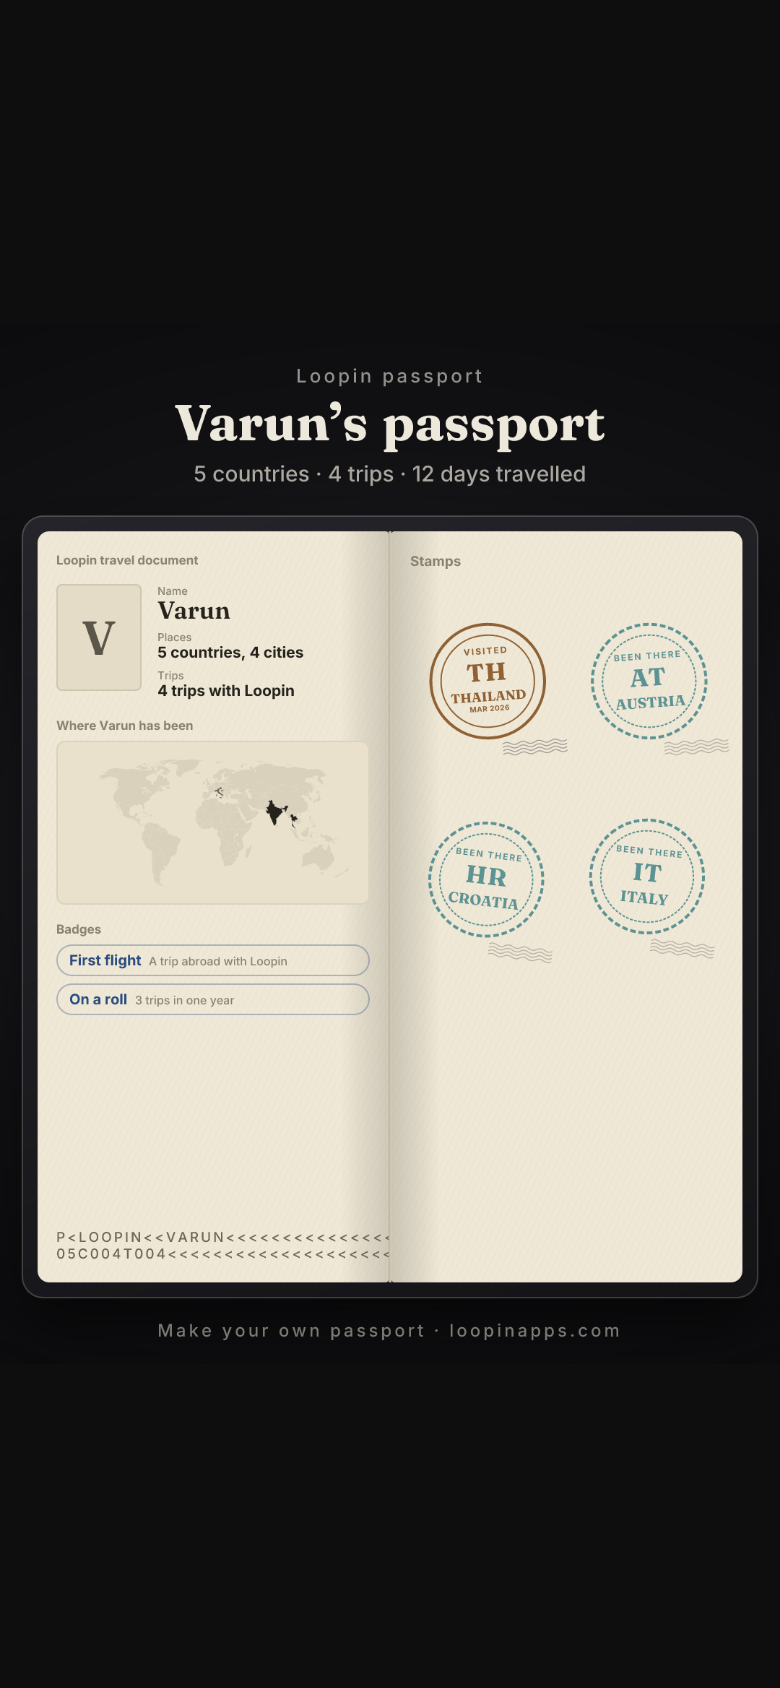 Loopin passport
Varun’s passport
5 countries · 4 trips · 12 days travelled
Loopin travel document
V
Name
Varun
Places
5 countries, 4 cities
Trips
4 trips with Loopin
Where Varun has been
Badges
First flight A trip abroad with Loopin
On a roll 3 trips in one year
P<LOOPIN<<VARUN<<<<<<<<<<<<<<<
05C004T004<<<<<<<<<<<<<<<<<<<<
Stamps
VISITED
TH
THAILAND
MAR 2026
BEEN THERE
AT
AUSTRIA
BEEN THERE
HR
CROATIA
BEEN THERE
IT
ITALY
Make your own passport · loopinapps.com